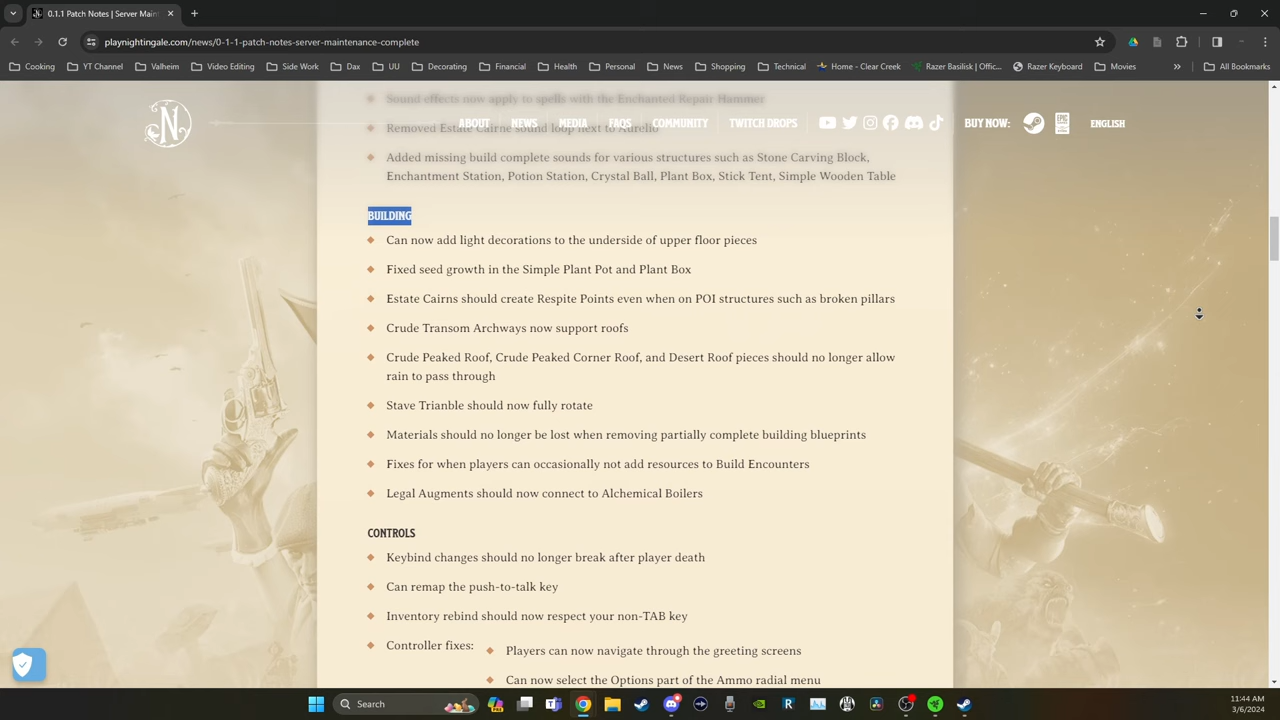 0.1.1 Patch Notes | Server Main
playnightingale.com/news/0-1-1-patch-notes-server-maintenance-complete
Cooking YT Channel Valheim Video Editing Side Work Dax UU Decorating Financial Health Personal News Shopping Technical Home - Clear Creek Razer Basilisk | Offic... Razer Keyboard Movies » All Bookmarks
Sound effects now apply to spells with the Enchanted Repair Hammer
N ABOUT NEWS MEDIA FAQS COMMUNITY TWITCH DROPS BUY NOW: ENGLISH
Removed Estate Cairne sound loop next to Aurelio
Added missing build complete sounds for various structures such as Stone Carving Block,
Enchantment Station, Potion Station, Crystal Ball, Plant Box, Stick Tent, Simple Wooden Table
BUILDING
Can now add light decorations to the underside of upper floor pieces
Fixed seed growth in the Simple Plant Pot and Plant Box
Estate Cairns should create Respite Points even when on POI structures such as broken pillars
Crude Transom Archways now support roofs
Crude Peaked Roof, Crude Peaked Corner Roof, and Desert Roof pieces should no longer allow
rain to pass through
Stave Trianble should now fully rotate
Materials should no longer be lost when removing partially complete building blueprints
Fixes for when players can occasionally not add resources to Build Encounters
Legal Augments should now connect to Alchemical Boilers
CONTROLS
Keybind changes should no longer break after player death
Can remap the push-to-talk key
Inventory rebind should now respect your non-TAB key
Controller fixes:
Players can now navigate through the greeting screens
Can now select the Options part of the Ammo radial menu
Search
11:44 AM
3/6/2024